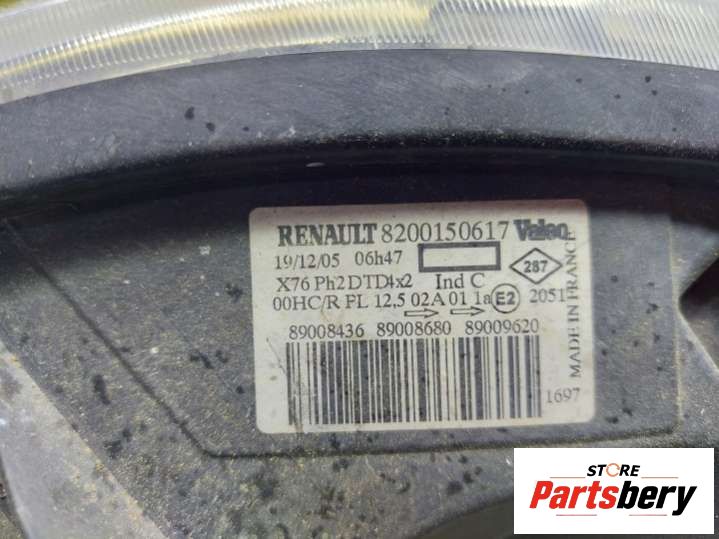 RENAULT 8200150617 Valeo
19/12/05 06h47
X76 Ph2 DTD4x2 Ind C
287
00HC/R PL 12,5 02A 01 1a E2 2051
89008436 89008680 89009620
MADE IN FRANCE
1697
STORE
Partsbery